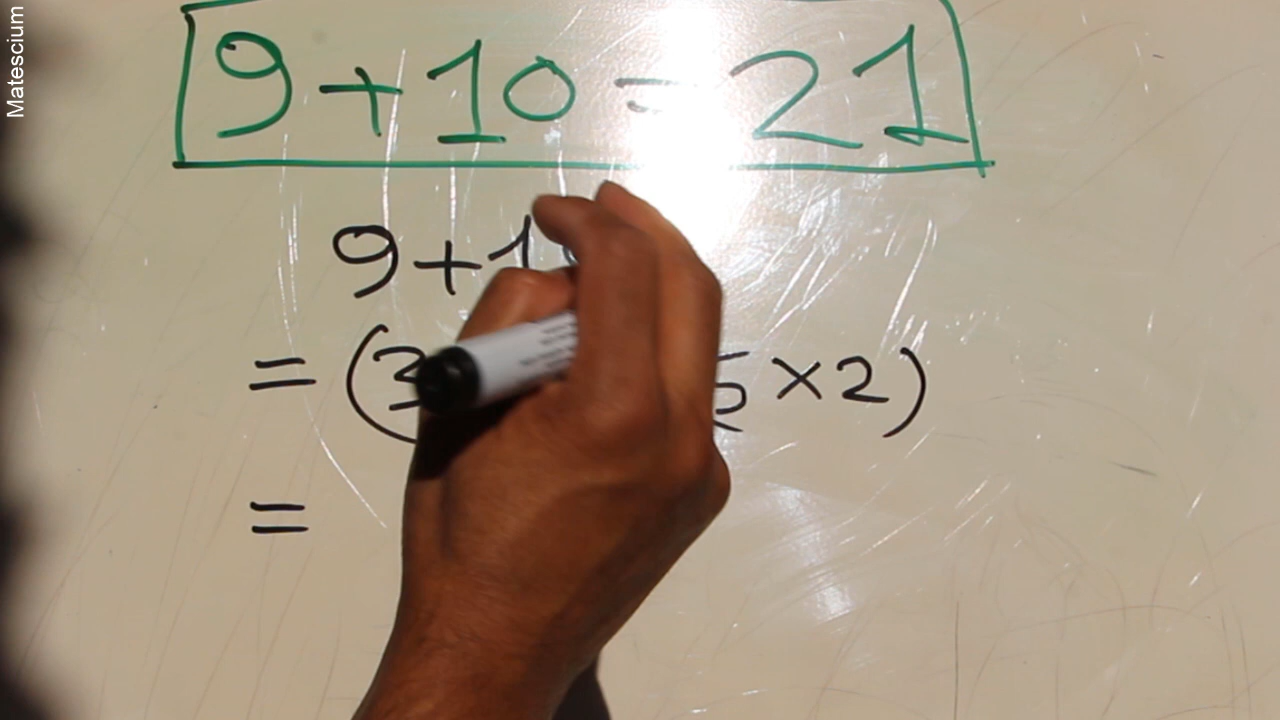 Matescium
9+10=21
9+1
= (3 5×2)
=